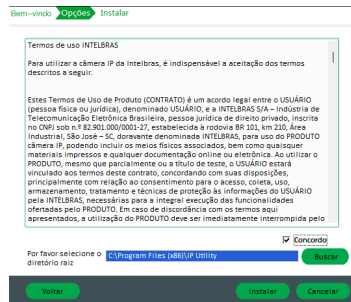 Bem-vindo Opções Instalar
Termos de uso INTELBRAS
Para utilizar a câmera IP da Intelbras, é indispensável a aceitação dos termos
descritos a seguir.
Estes Termos de Uso de Produto (CONTRATO) é um acordo legal entre o USUÁRIO
(pessoa física ou jurídica), denominado USUÁRIO, e a INTELBRAS S/A – Indústria de
Telecomunicação Eletrônica Brasileira, pessoa jurídica de direito privado, inscrita
no CNPJ sob n.º 82.901.000/0001-27, estabelecida à rodovia BR 101, km 210, Área
Industrial, São José – SC, doravante denominada INTELBRAS, para uso do PRODUTO
câmera IP, podendo incluir os meios físicos associados, bem como quaisquer
materiais impressos e qualquer documentação online ou eletrônica. Ao utilizar o
PRODUTO, mesmo que parcialmente ou a título de teste, o USUÁRIO estará
vinculado aos termos deste contrato, concordando com suas disposições,
principalmente com relação ao consentimento para o acesso, coleta, uso,
armazenamento, tratamento e técnicas de proteção às informações do USUÁRIO
pela INTELBRAS, necessárias para a integral execução das funcionalidades
ofertadas pelo PRODUTO. Em caso de discordância com os termos aqui
apresentados, a utilização do PRODUTO deve ser imediatamente interrompida pelo
Concordo
Por favor selecione o
diretório raiz
C:\Program Files (x86)\IP Utility
Buscar
Voltar Instalar Cancelar